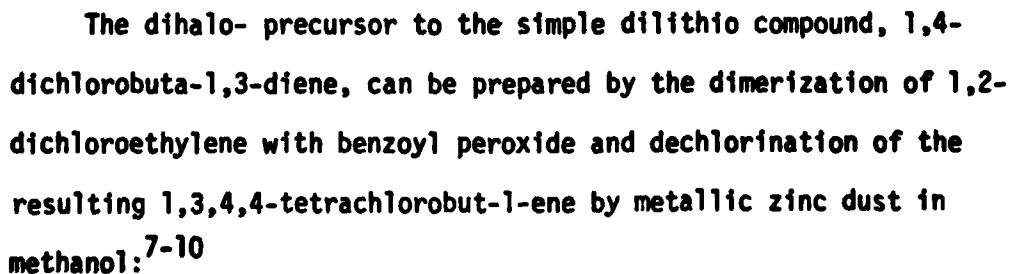 The dihalo- precursor to the simple dilithio compound, 1,4-
dichlorobuta-1,3-diene, can be prepared by the dimerization of 1,2-
dichloroethylene with benzoyl peroxide and dechlorination of the
resulting 1,3,4,4-tetrachlorobut-1-ene by metallic zinc dust in
methanol:7-10